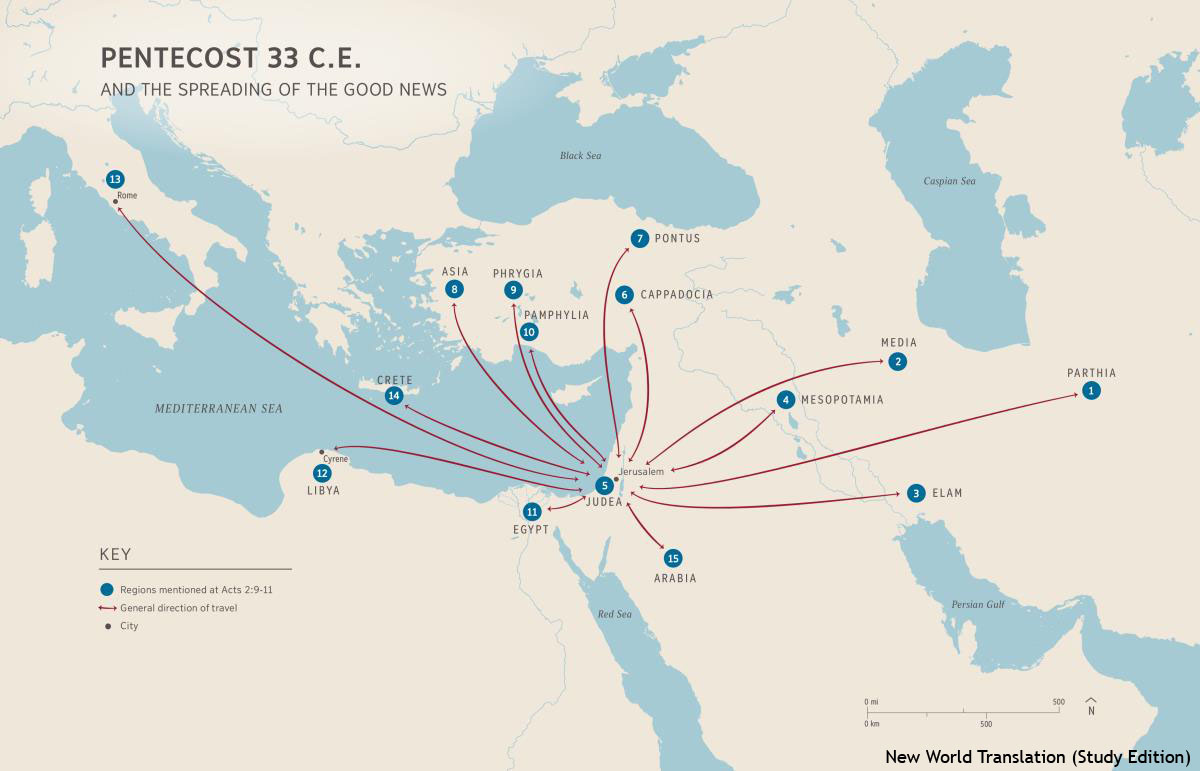 PENTECOST 33 C.E.
AND THE SPREADING OF THE GOOD NEWS
Black Sea
Caspian Sea
13
Rome
7 PONTUS
ASIA
8
PHRYGIA
9
6 CAPPADOCIA
PAMPHYLIA
10
MEDIA
2
PARTHIA
1
CRETE
14
4 MESOPOTAMIA
MEDITERRANEAN SEA
Cyrene
12
LIBYA
Jerusalem
5
JUDEA
3 ELAM
11
EGYPT
15
ARABIA
Red Sea
Persian Gulf
KEY
Regions mentioned at Acts 2:9-11
General direction of travel
City
0 mi 500
0 km 500
N
New World Translation (Study Edition)